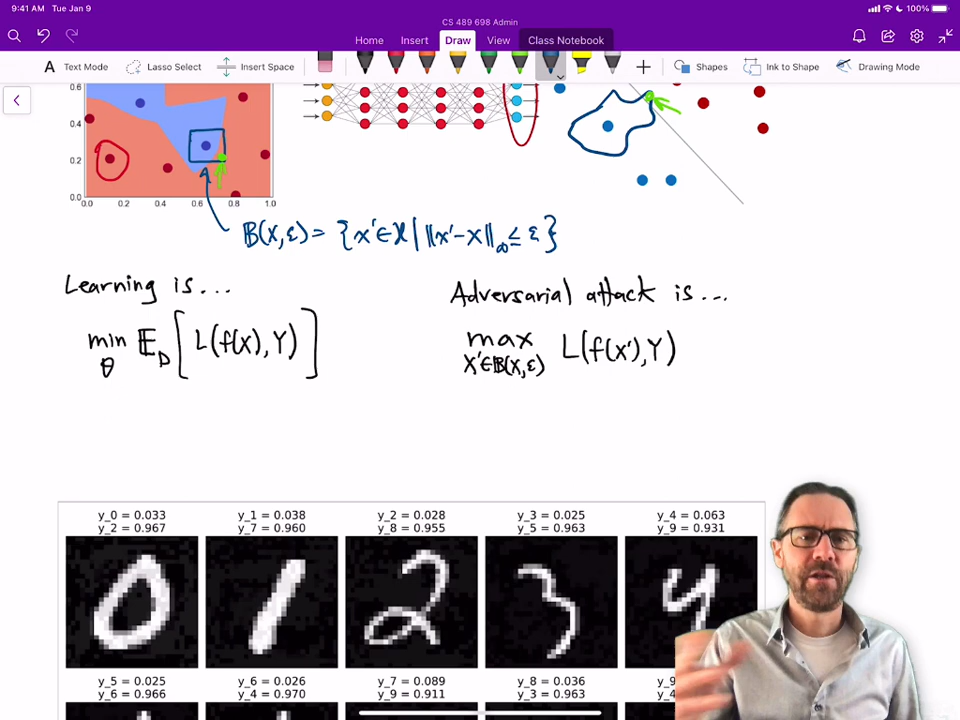 9:41 AM Tue Jan 9
100%
CS 489 698 Admin
Home Insert Draw View Class Notebook
Text Mode Lasso Select Insert Space Shapes Ink to Shape Drawing Mode
0.6
0.4
0.2
0.0
0.0 0.2 0.4 0.6 0.8 1.0
𝔹(x,ε) = {x'∈X | ‖x'-x‖∞ ≤ ε}
Learning is...
Adversarial attack is...
min θ 𝔼_D [L(f(x),Y)]
max x'∈𝔹(x,ε) L(f(x'),Y)
y_0 = 0.033 y_1 = 0.038 y_2 = 0.028 y_3 = 0.025 y_4 = 0.063
y_2 = 0.967 y_7 = 0.960 y_8 = 0.955 y_5 = 0.963 y_9 = 0.931
0 1 2 3 4
y_5 = 0.025 y_6 = 0.026 y_7 = 0.089 y_8 = 0.036
y_6 = 0.966 y_4 = 0.970 y_9 = 0.911 y_3 = 0.963